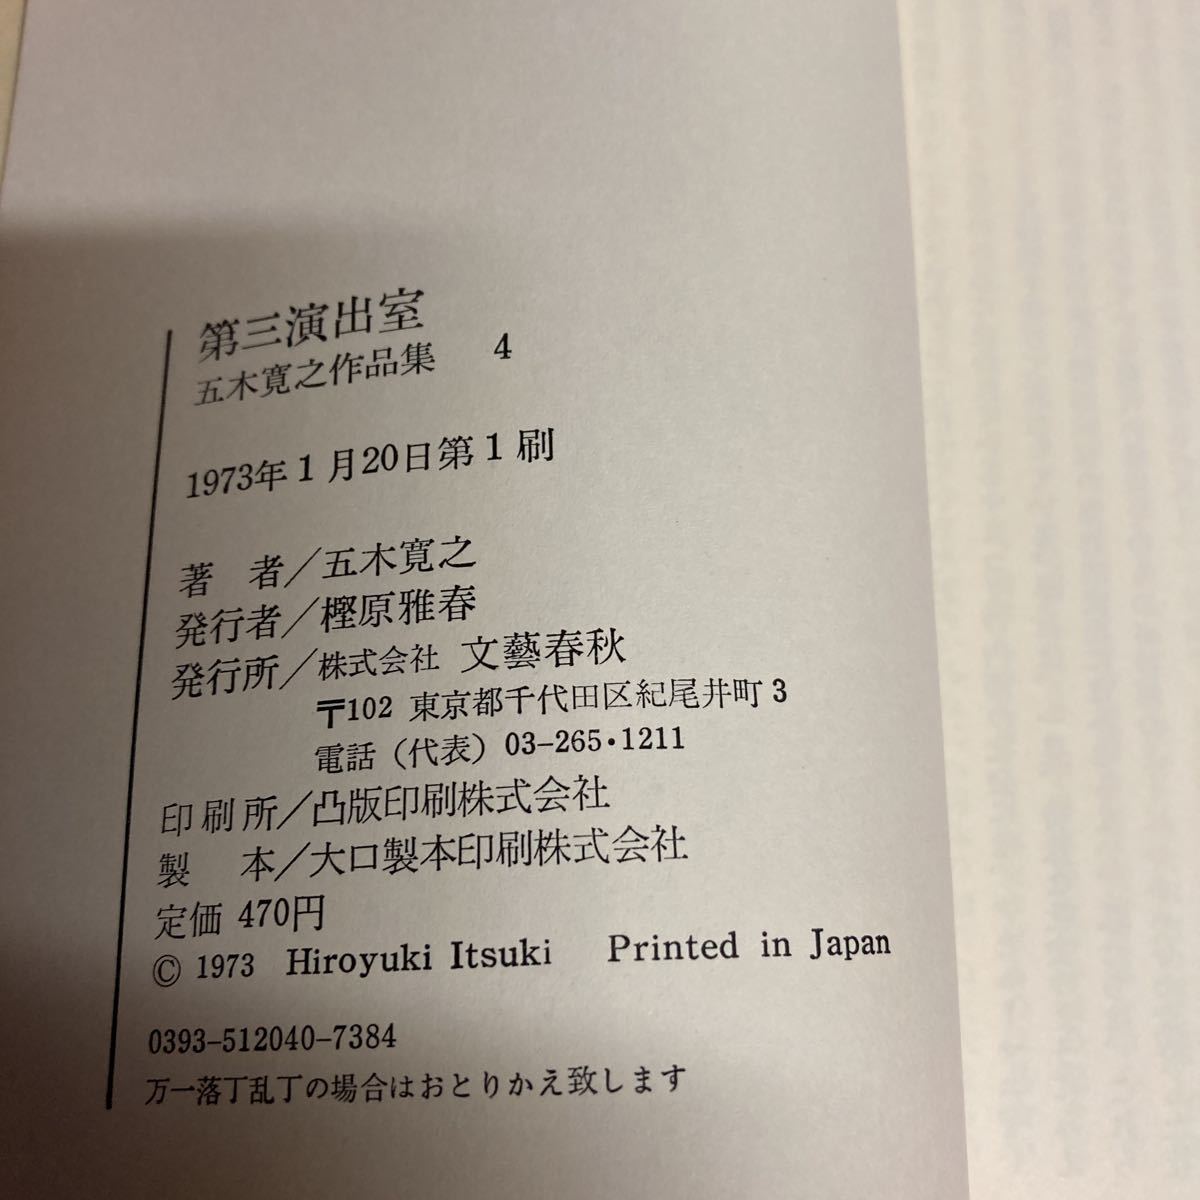 第三演出室
五木寛之作品集 4
1973年1月20日第1刷
著 者／五木寛之
発行者／樫原雅春
発行所／株式会社 文藝春秋
〒102 東京都千代田区紀尾井町3
電話（代表）03-265・1211
印刷所／凸版印刷株式会社
製 本／大口製本印刷株式会社
定価 470円
© 1973 Hiroyuki Itsuki Printed in Japan
0393-512040-7384
万一落丁乱丁の場合はおとりかえ致します